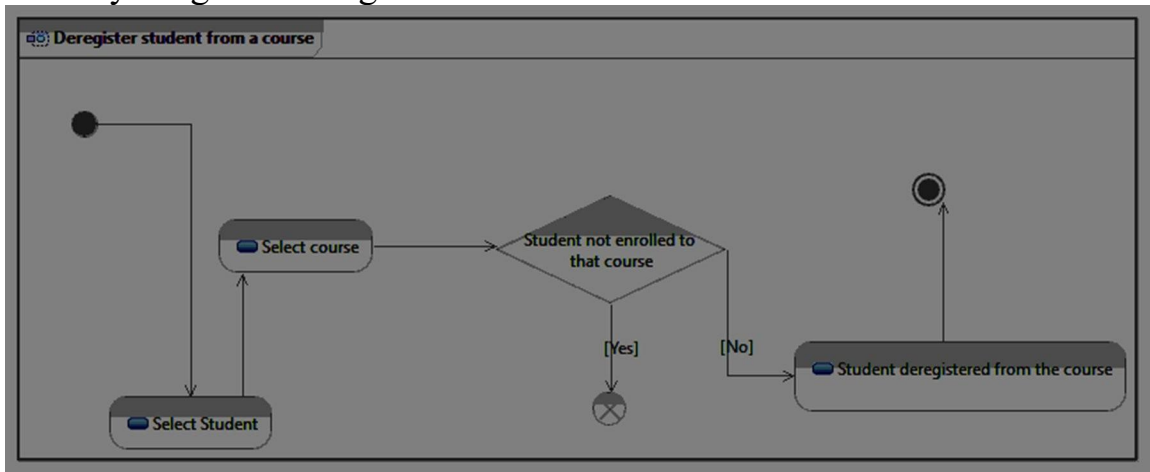 Deregister student from a course
Select course
Student not enrolled to
that course
[Yes]
[No]
Student deregistered from the course
Select Student